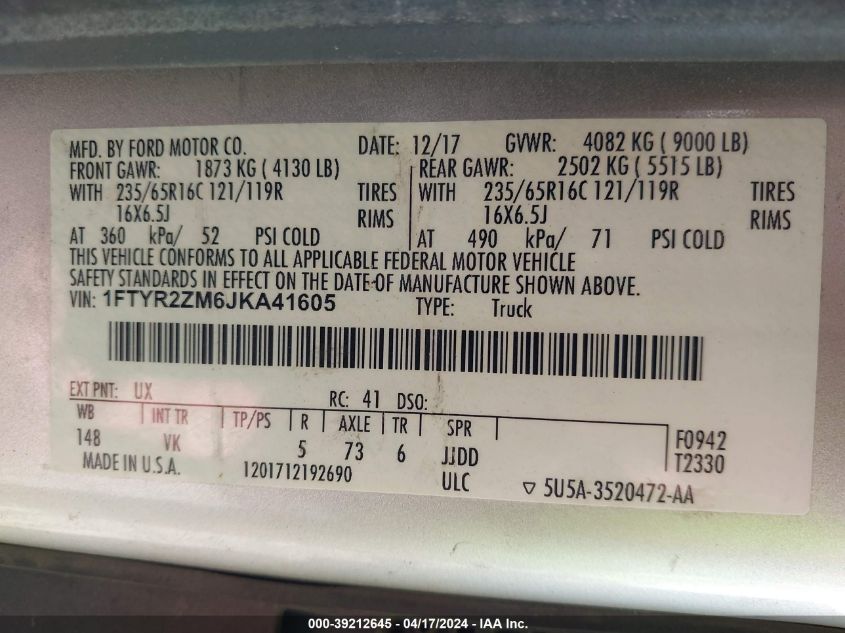 MFD. BY FORD MOTOR CO. DATE: 12/17 GVWR: 4082 KG ( 9000 LB)
FRONT GAWR: 1873 KG ( 4130 LB) REAR GAWR: 2502 KG ( 5515 LB)
WITH 235/65R16C 121/119R TIRES WITH 235/65R16C 121/119R TIRES
16X6.5J RIMS 16X6.5J RIMS
AT 360 kPa/ 52 PSI COLD AT 490 kPa/ 71 PSI COLD
THIS VEHICLE CONFORMS TO ALL APPLICABLE FEDERAL MOTOR VEHICLE
SAFETY STANDARDS IN EFFECT ON THE DATE OF MANUFACTURE SHOWN ABOVE.
VIN: 1FTYR2ZM6JKA41605 TYPE: Truck
EXT PNT: UX RC: 41 DSO:
WB INT TR TP/PS R AXLE TR SPR F0942
148 VK 5 73 6 JJDD T2330
MADE IN U.S.A. 1201712192690 ULC 5U5A-3520472-AA
000-39212645 - 04/17/2024 - IAA Inc.